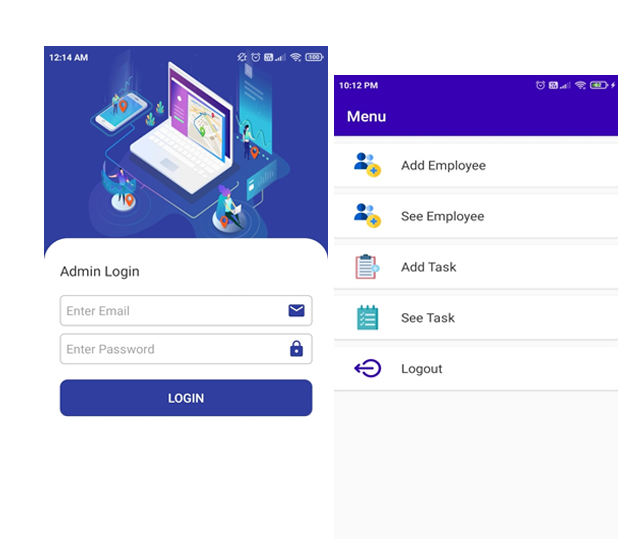 12:14 AM
100
Admin Login
Enter Email
Enter Password
LOGIN
10:12 PM
Menu
Add Employee
See Employee
Add Task
See Task
Logout